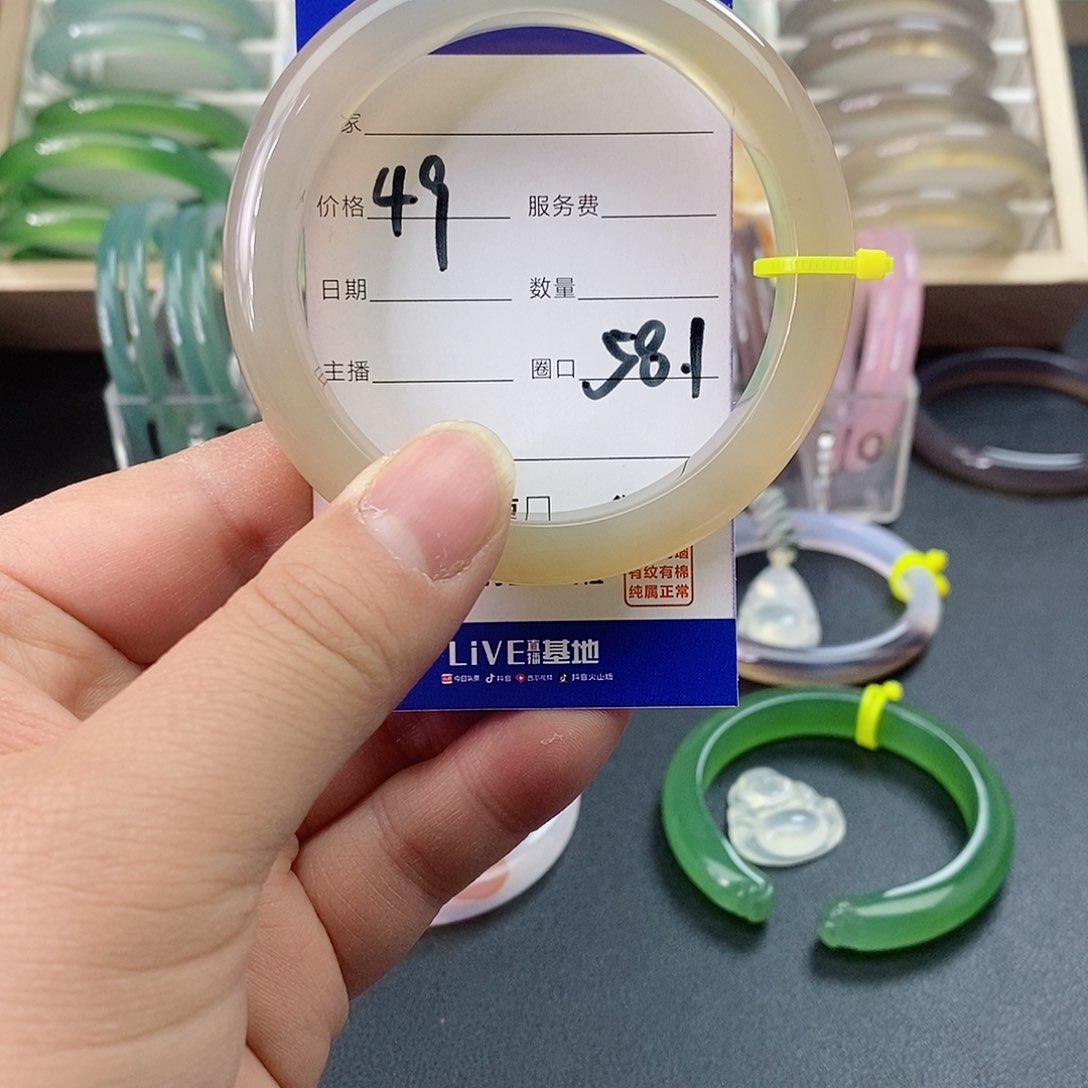 家
价格 49 服务费
日期 数量
主播 圈口 58.1
有纹有棉
纯属正常
LiVE直播基地
今日头条 抖音 西瓜视频 抖音火山版